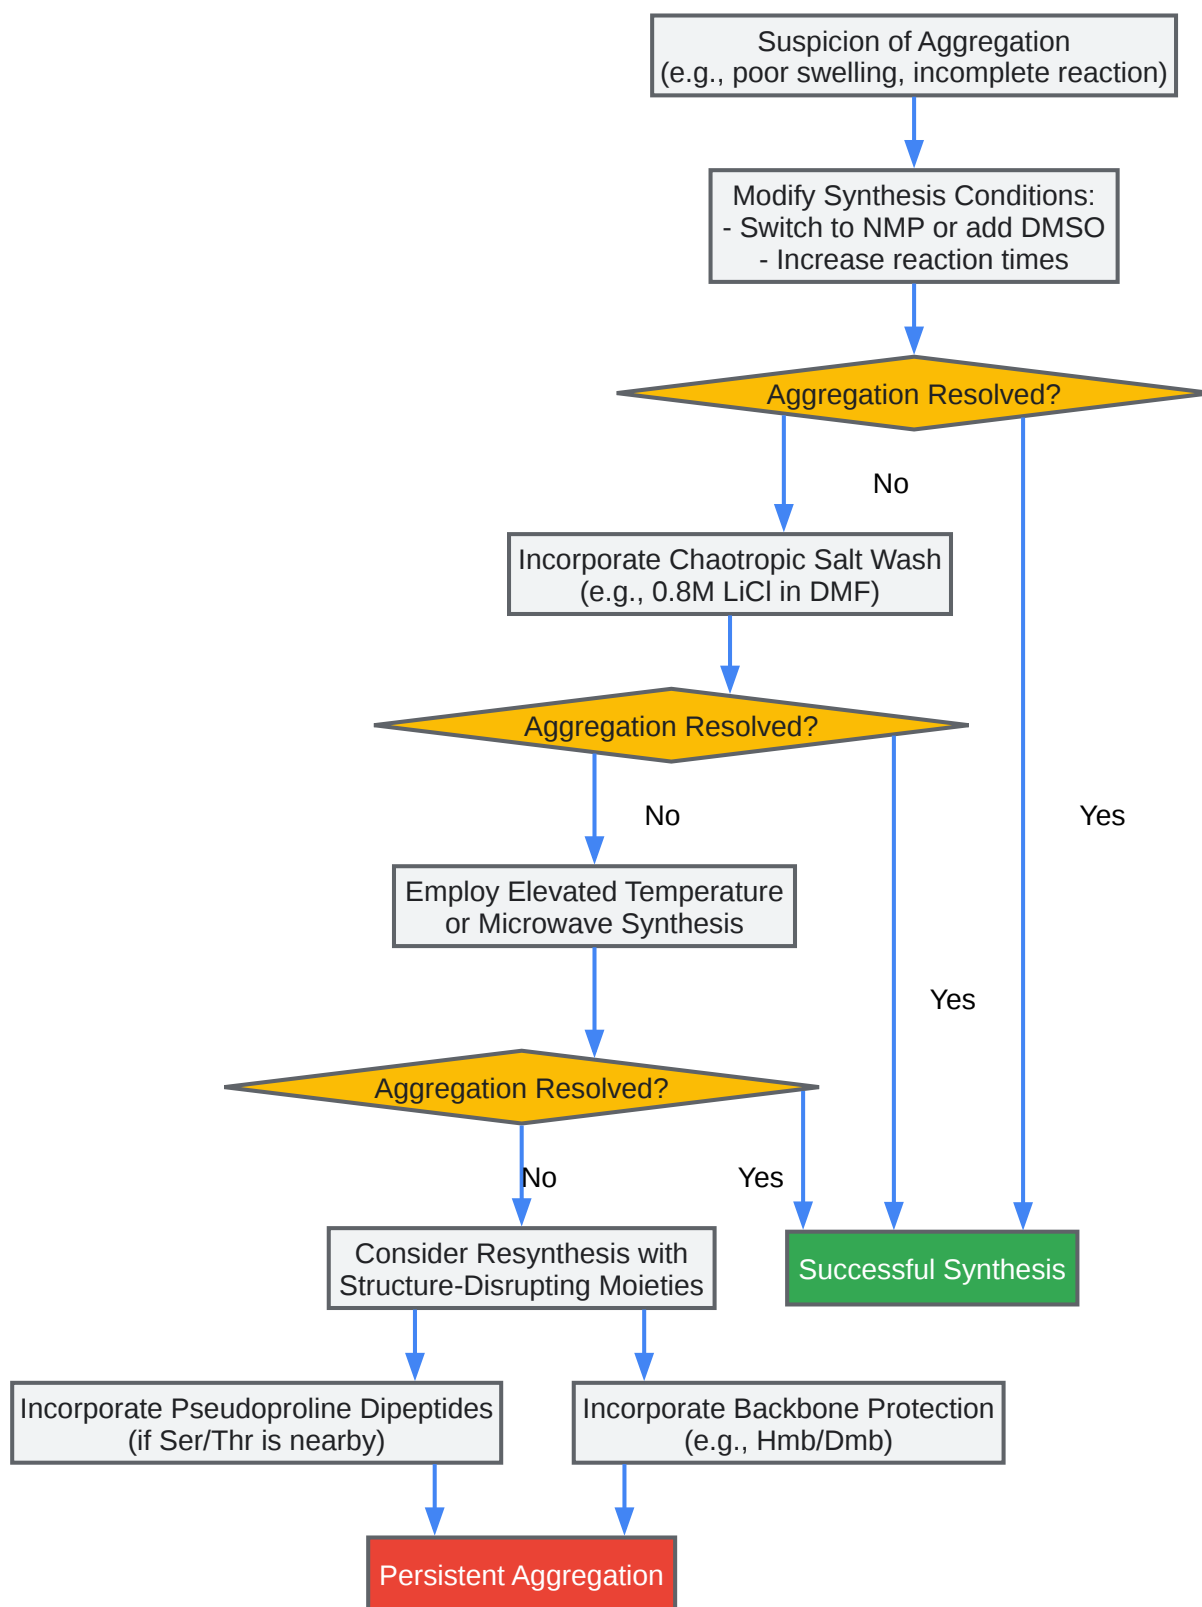 Suspicion of Aggregation
(e.g., poor swelling, incomplete reaction)
Modify Synthesis Conditions:
- Switch to NMP or add DMSO
- Increase reaction times
Aggregation Resolved?
No
Incorporate Chaotropic Salt Wash
(e.g., 0.8M LiCl in DMF)
Aggregation Resolved?
No
Yes
Employ Elevated Temperature
or Microwave Synthesis
Yes
Aggregation Resolved?
No
Yes
Consider Resynthesis with
Structure-Disrupting Moieties
Successful Synthesis
Incorporate Pseudoproline Dipeptides
(if Ser/Thr is nearby)
Incorporate Backbone Protection
(e.g., Hmb/Dmb)
Persistent Aggregation